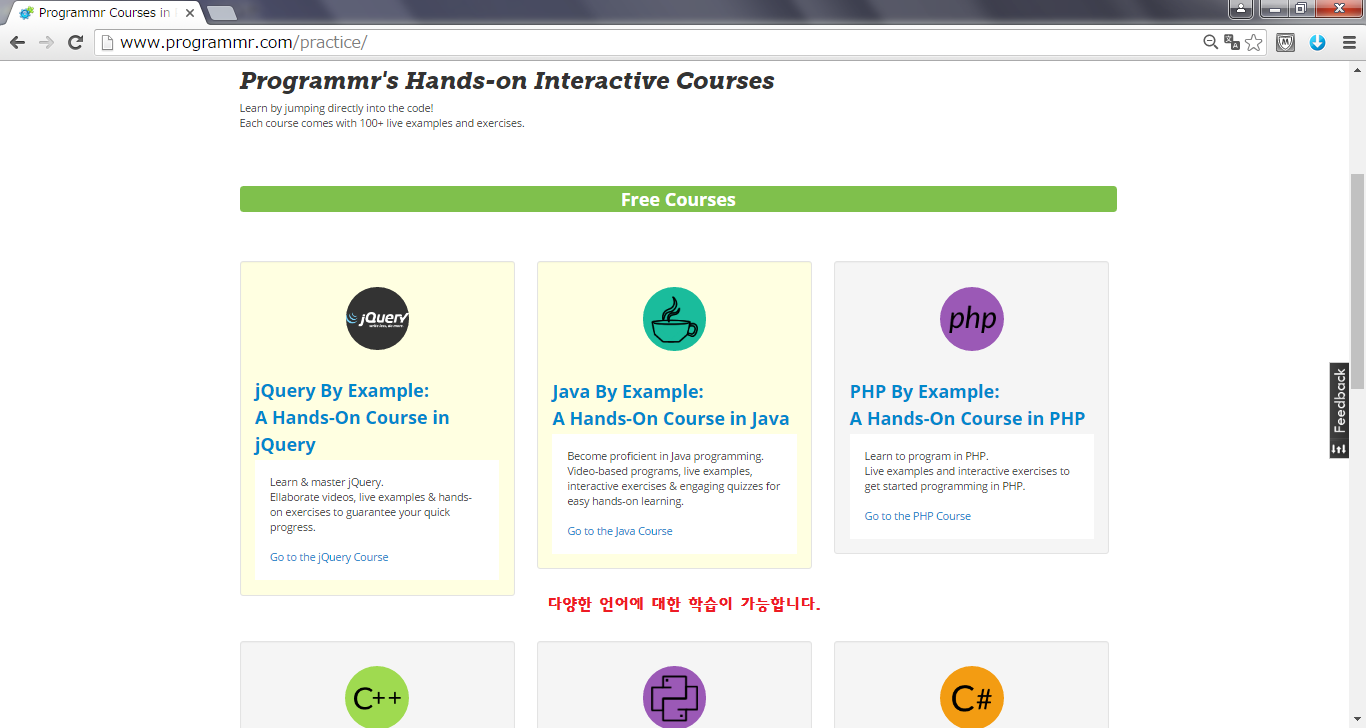 Programmr Courses in
www.programmr.com/practice/
Programmr's Hands-on Interactive Courses
Learn by jumping directly into the code!
Each course comes with 100+ live examples and exercises.
Free Courses
jQuery
write less, do more.
jQuery By Example:
A Hands-On Course in
jQuery
Learn & master jQuery.
Ellaborate videos, live examples & hands-
on exercises to guarantee your quick
progress.
Go to the jQuery Course
Java By Example:
A Hands-On Course in Java
Become proficient in Java programming.
Video-based programs, live examples,
interactive exercises & engaging quizzes for
easy hands-on learning.
Go to the Java Course
php
PHP By Example:
A Hands-On Course in PHP
Learn to program in PHP.
Live examples and interactive exercises to
get started programming in PHP.
Go to the PHP Course
Feedback
다양한 언어에 대한 학습이 가능합니다.
C++
C#